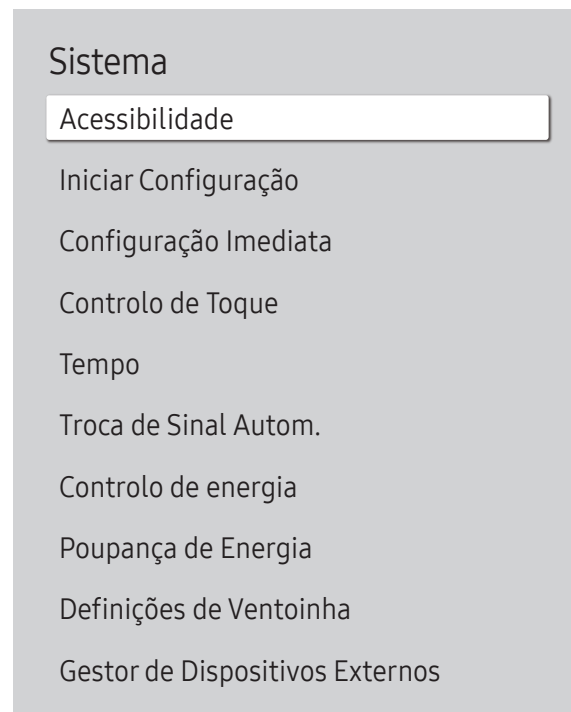 Sistema
Acessibilidade
Iniciar Configuração
Configuração Imediata
Controlo de Toque
Tempo
Troca de Sinal Autom.
Controlo de energia
Poupança de Energia
Definições de Ventoinha
Gestor de Dispositivos Externos